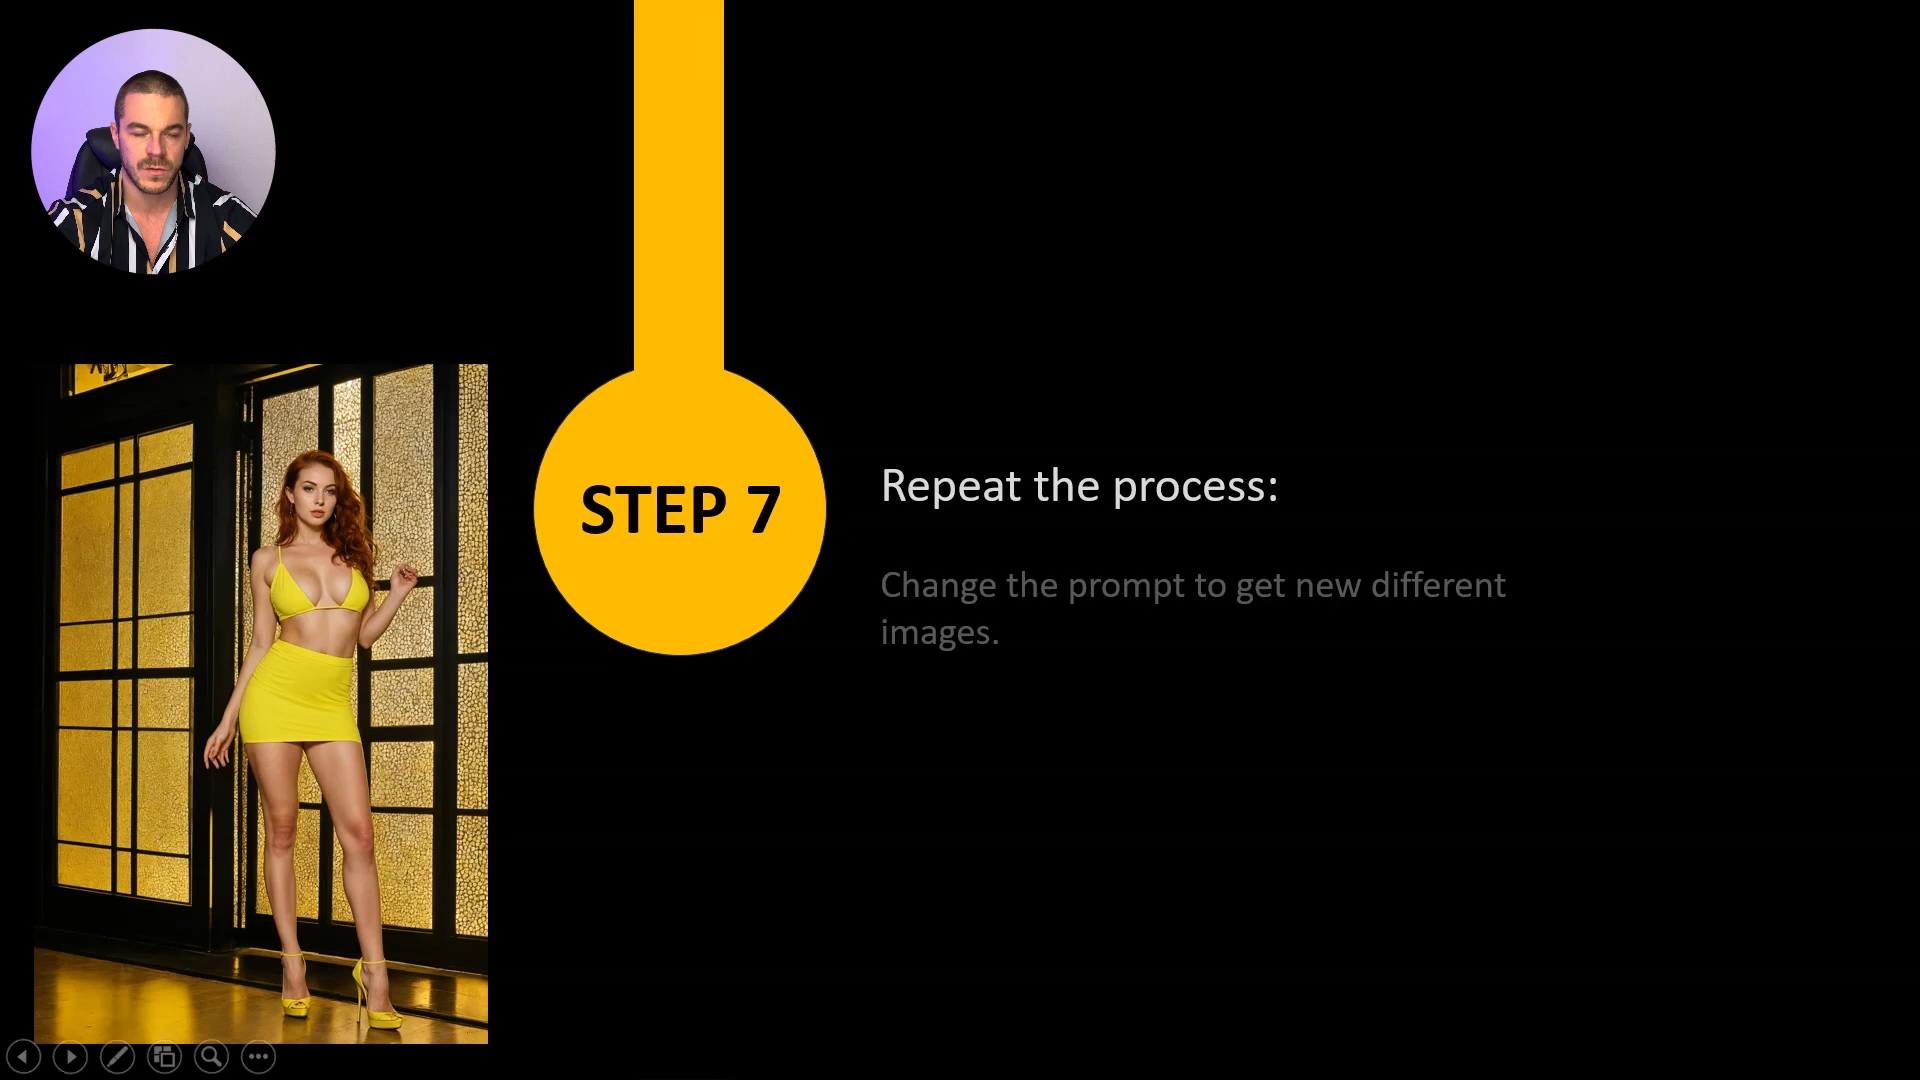 STEP 7
Repeat the process:
Change the prompt to get new different
images.